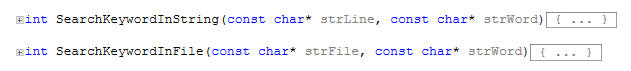 int SearchKeywordInString(const char* strLine, const char* strWord){ ... }
int SearchKeywordInFile(const char* strFile, const char* strWord){ ... }